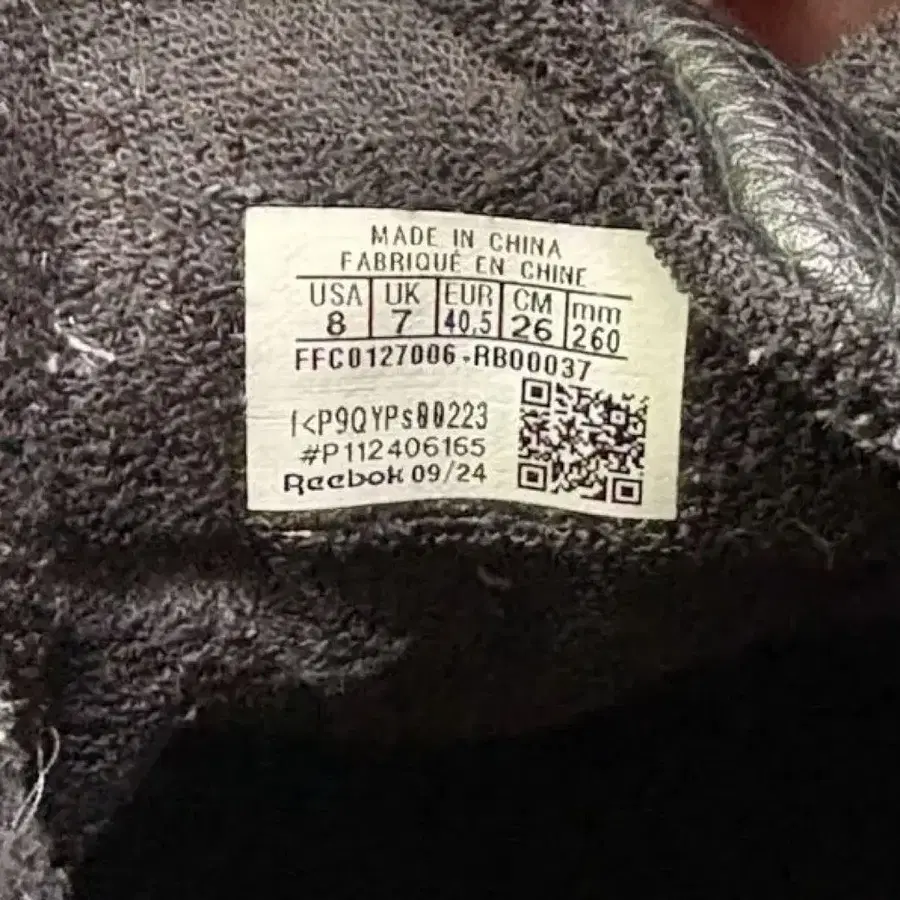 MADE IN CHINA
FABRIQUÉ EN CHINE
USA UK EUR CM mm
8 7 40,5 26 260
FFC0127006-RB00037
#P112406165
Reebok 09/24